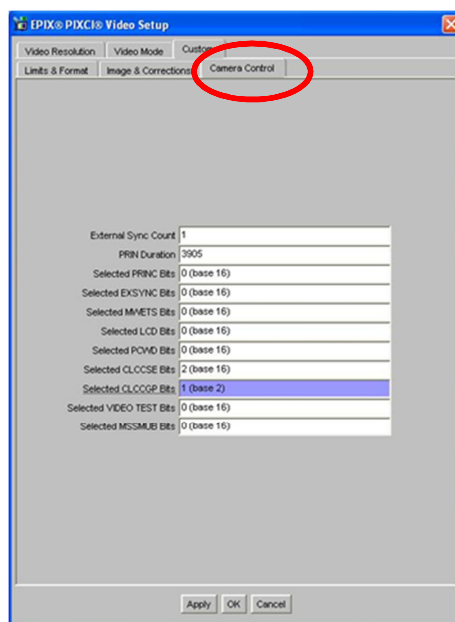 EPIX® PIXCI® Video Setup
Video Resolution Video Mode Custom
Limits & Format Image & Corrections Camera Control
External Sync Count 1
PRIN Duration 3905
Selected PRINC Bits 0 (base 16)
Selected EXSYNC Bits 0 (base 16)
Selected MWETS Bits 0 (base 16)
Selected LCD Bits 0 (base 16)
Selected PCWD Bits 0 (base 16)
Selected CLCCSE Bits 2 (base 16)
Selected CLCCGP Bits 1 (base 2)
Selected VIDEO TEST Bits 0 (base 16)
Selected MSSMUB Bits 0 (base 16)
Apply OK Cancel